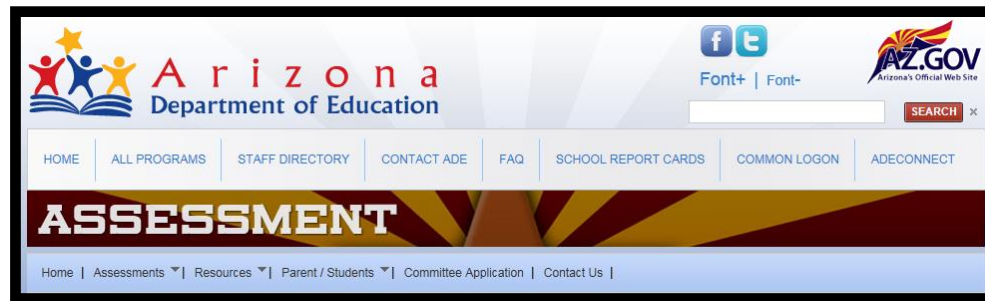 Arizona
Department of Education
f t
Font+ | Font-
AZ.GOV
Arizona's Official Web Site
SEARCH x
HOME ALL PROGRAMS STAFF DIRECTORY CONTACT ADE FAQ SCHOOL REPORT CARDS COMMON LOGON ADECONNECT
ASSESSMENT
Home | Assessments | Resources | Parent / Students | Committee Application | Contact Us |